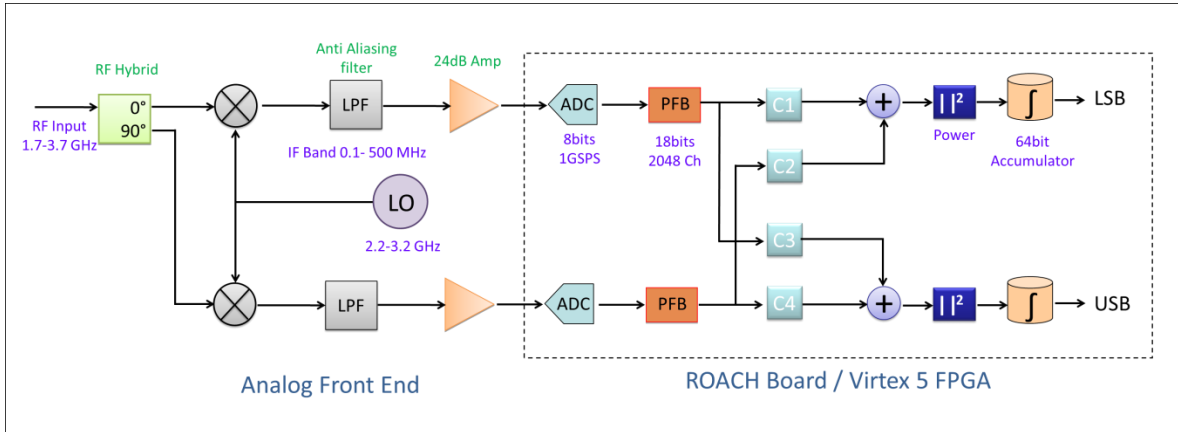 RF Hybrid
0°
90°
RF Input
1.7-3.7 GHz
Anti Aliasing
filter
LPF
IF Band 0.1- 500 MHz
24dB Amp
LO
2.2-3.2 GHz
LPF
Analog Front End
ADC
8bits
1GSPS
PFB
18bits
2048 Ch
C1
C2
C3
C4
+
+
| |²
Power
∫
64bit
Accumulator
LSB
ADC
PFB
| |²
∫
USB
ROACH Board / Virtex 5 FPGA